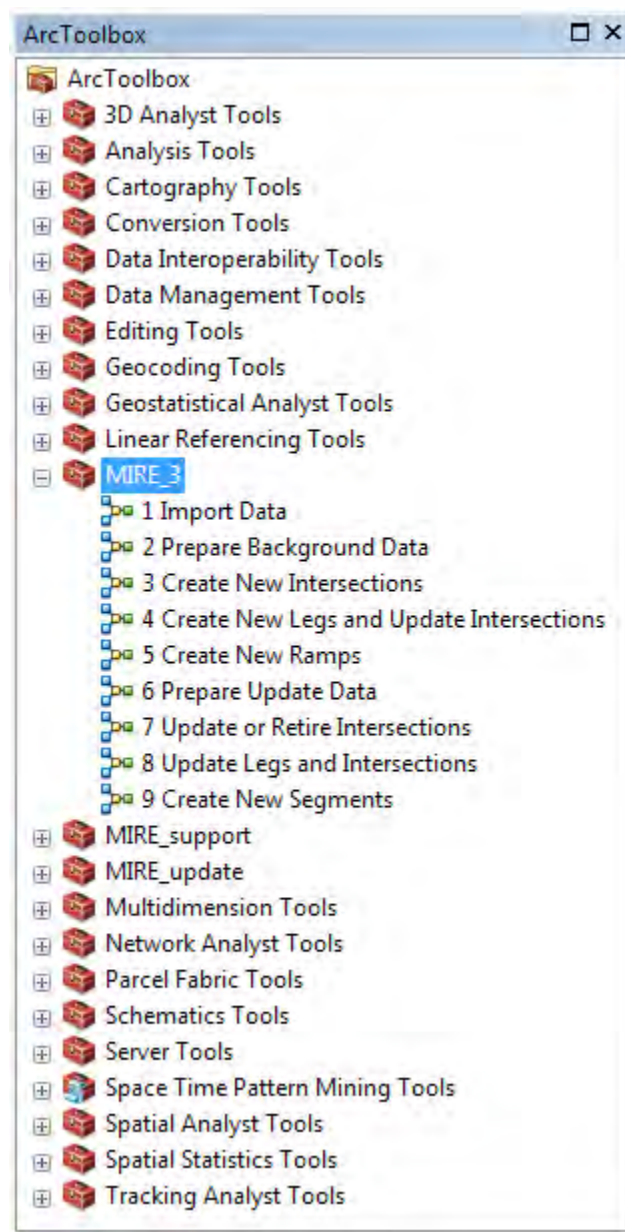 ArcToolbox
ArcToolbox
3D Analyst Tools
Analysis Tools
Cartography Tools
Conversion Tools
Data Interoperability Tools
Data Management Tools
Editing Tools
Geocoding Tools
Geostatistical Analyst Tools
Linear Referencing Tools
MIRE_3
1 Import Data
2 Prepare Background Data
3 Create New Intersections
4 Create New Legs and Update Intersections
5 Create New Ramps
6 Prepare Update Data
7 Update or Retire Intersections
8 Update Legs and Intersections
9 Create New Segments
MIRE_support
MIRE_update
Multidimension Tools
Network Analyst Tools
Parcel Fabric Tools
Schematics Tools
Server Tools
Space Time Pattern Mining Tools
Spatial Analyst Tools
Spatial Statistics Tools
Tracking Analyst Tools